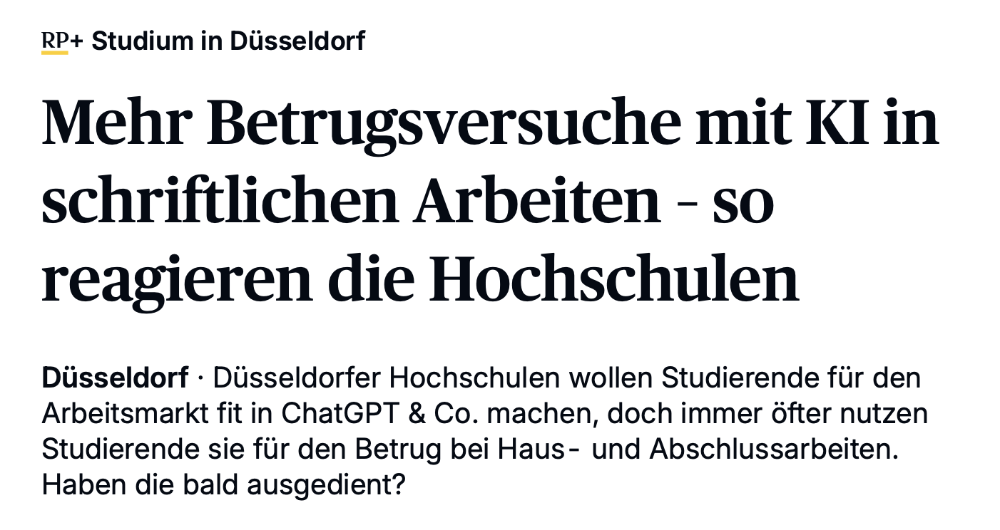 RP+ Studium in Düsseldorf
Mehr Betrugsversuche mit KI in
schriftlichen Arbeiten – so
reagieren die Hochschulen
Düsseldorf · Düsseldorfer Hochschulen wollen Studierende für den
Arbeitsmarkt fit in ChatGPT & Co. machen, doch immer öfter nutzen
Studierende sie für den Betrug bei Haus- und Abschlussarbeiten.
Haben die bald ausgedient?